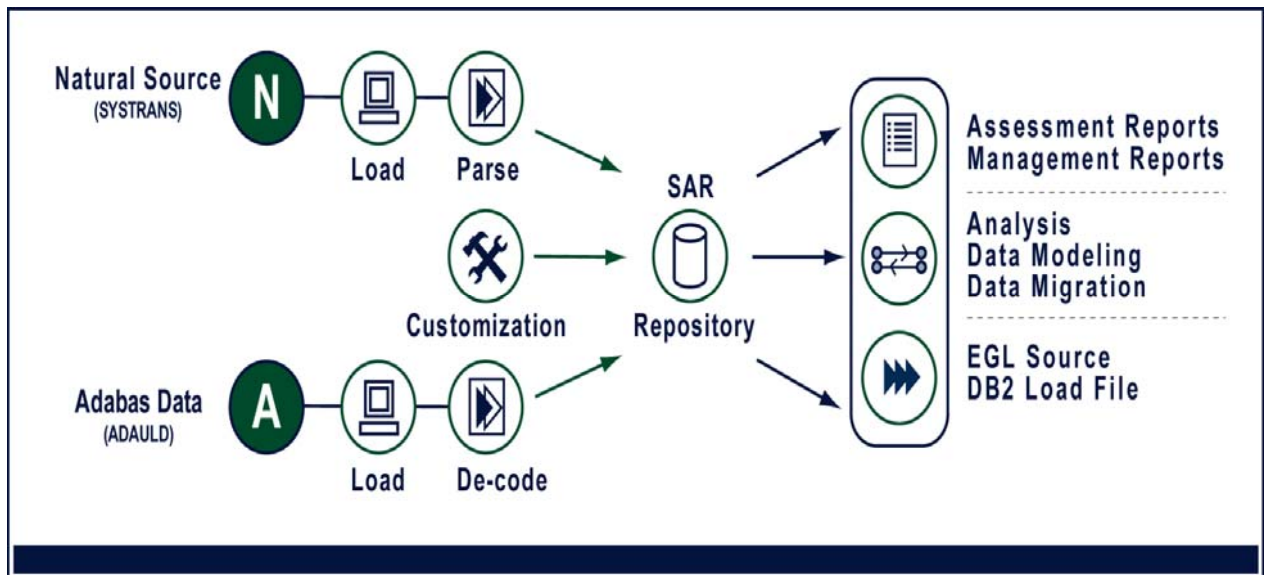 Natural Source
(SYSTRANS)
N
Load
Parse
Customization
Adabas Data
(ADAULD)
A
Load
De-code
SAR
Repository
Assessment Reports
Management Reports
Analysis
Data Modeling
Data Migration
EGL Source
DB2 Load File